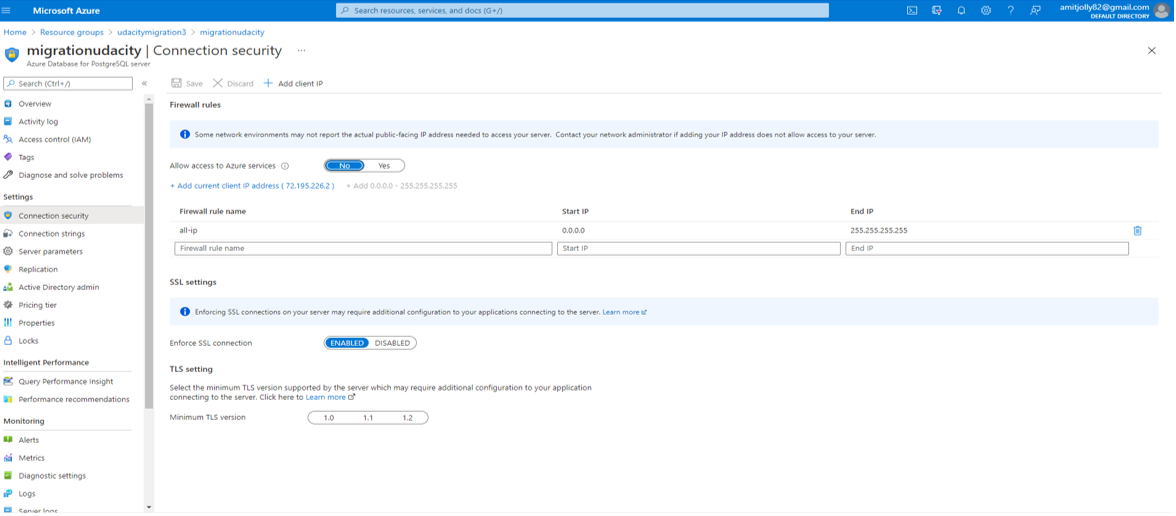 Microsoft Azure
Search resources, services, and docs (G+/)
amitjolly82@gmail.com
DEFAULT DIRECTORY
Home > Resource groups > udacitymigration3 > migrationudacity
migrationudacity | Connection security ...
Azure Database for PostgreSQL server
Search (Ctrl+/)
«
Overview
Activity log
Access control (IAM)
Tags
Diagnose and solve problems
Settings
Connection security
Connection strings
Server parameters
Replication
Active Directory admin
Pricing tier
Properties
Locks
Intelligent Performance
Query Performance Insight
Performance recommendations
Monitoring
Alerts
Metrics
Diagnostic settings
Logs
Server logs
Save Discard + Add client IP
Firewall rules
Some network environments may not report the actual public-facing IP address needed to access your server. Contact your network administrator if adding your IP address does not allow access to your server.
Allow access to Azure services No Yes
+ Add current client IP address ( 72.195.226.2 ) + Add 0.0.0.0 - 255.255.255.255
Firewall rule name Start IP End IP
all-ip 0.0.0.0 255.255.255.255
Firewall rule name Start IP End IP
SSL settings
Enforcing SSL connections on your server may require additional configuration to your applications connecting to the server. Learn more
Enforce SSL connection ENABLED DISABLED
TLS setting
Select the minimum TLS version supported by the server which may require additional configuration to your application
connecting to the server. Click here to Learn more
Minimum TLS version 1.0 1.1 1.2